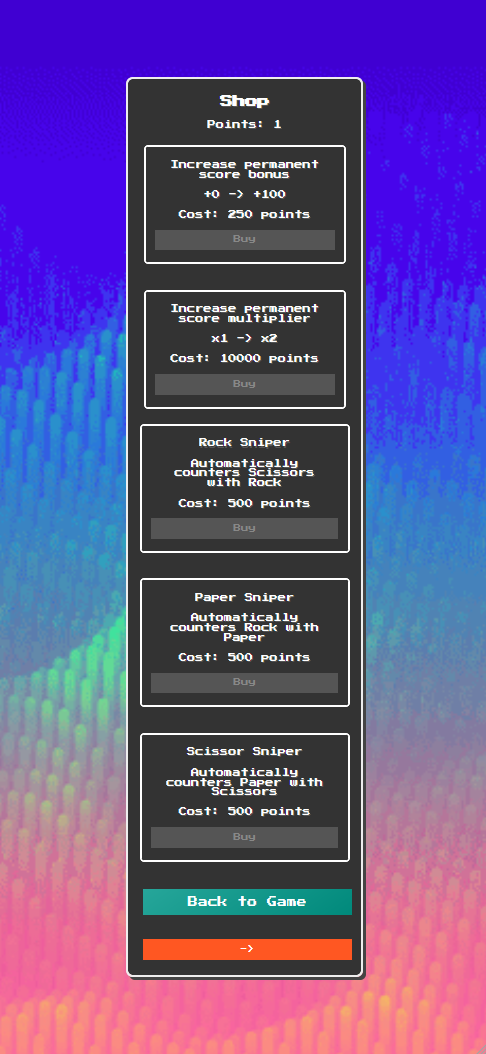 Shop
Points: 1
Increase permanent
score bonus
+0 -> +100
Cost: 250 points
Buy
Increase permanent
score multiplier
x1 -> x2
Cost: 10000 points
Buy
Rock Sniper
Automatically
counters Scissors
with Rock
Cost: 500 points
Buy
Paper Sniper
Automatically
counters Rock with
Paper
Cost: 500 points
Buy
Scissor Sniper
Automatically
counters Paper with
Scissors
Cost: 500 points
Buy
Back to Game
->